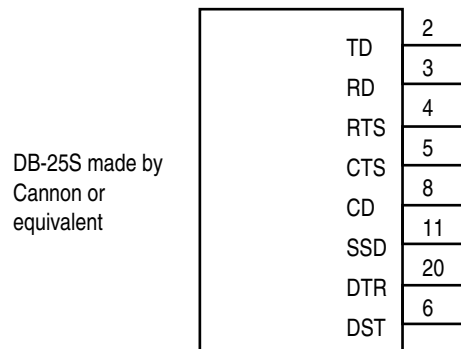 DB-25S made by
Cannon or
equivalent
TD 2
RD 3
RTS 4
CTS 5
CD 8
SSD 11
DTR 20
DST 6